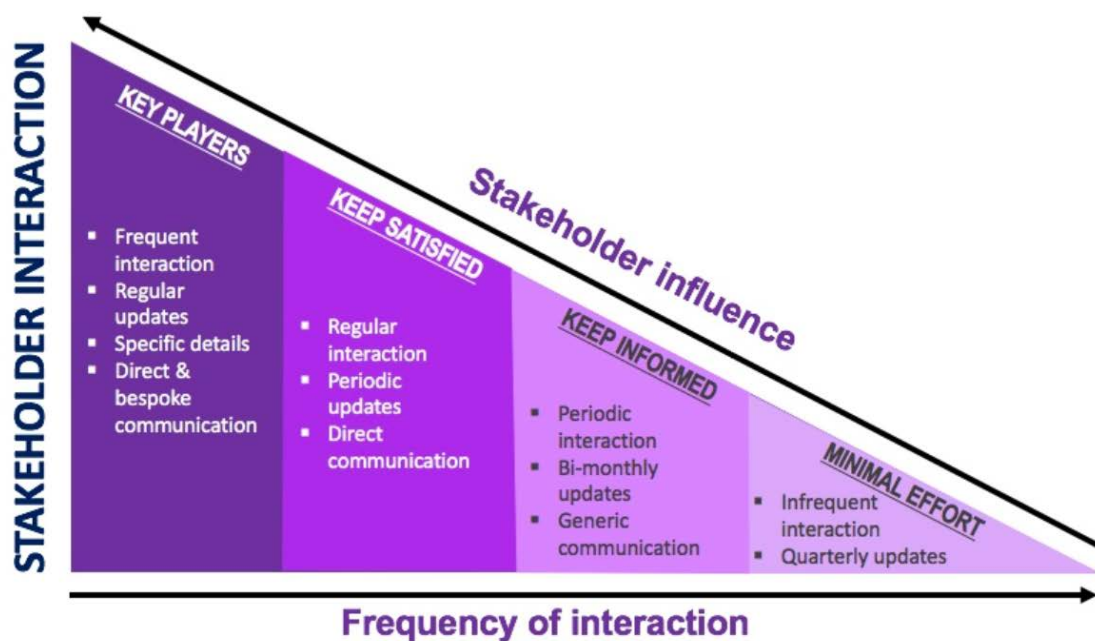 STAKEHOLDER INTERACTION
KEY PLAYERS
▪ Frequent
interaction
▪ Regular
updates
▪ Specific details
▪ Direct &
bespoke
communication
KEEP SATISFIED
▪ Regular
interaction
▪ Periodic
updates
▪ Direct
communication
KEEP INFORMED
▪ Periodic
interaction
▪ Bi-monthly
updates
▪ Generic
communication
MINIMAL EFFORT
▪ Infrequent
interaction
▪ Quarterly updates
Stakeholder influence
Frequency of interaction